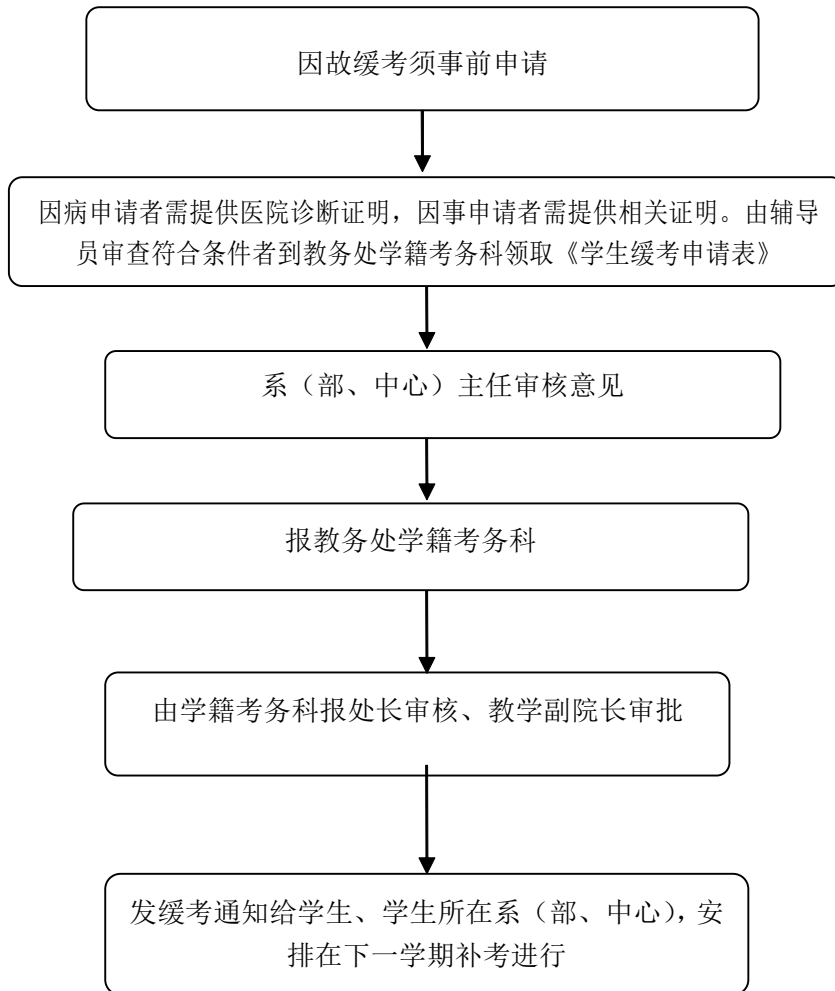 因故缓考须事前申请
因病申请者需提供医院诊断证明，因事申请者需提供相关证明。由辅导
员审查符合条件者到教务处学籍考务科领取《学生缓考申请表》
系（部、中心）主任审核意见
报教务处学籍考务科
由学籍考务科报处长审核、教学副院长审批
发缓考通知给学生、学生所在系（部、中心），安
排在下一学期补考进行